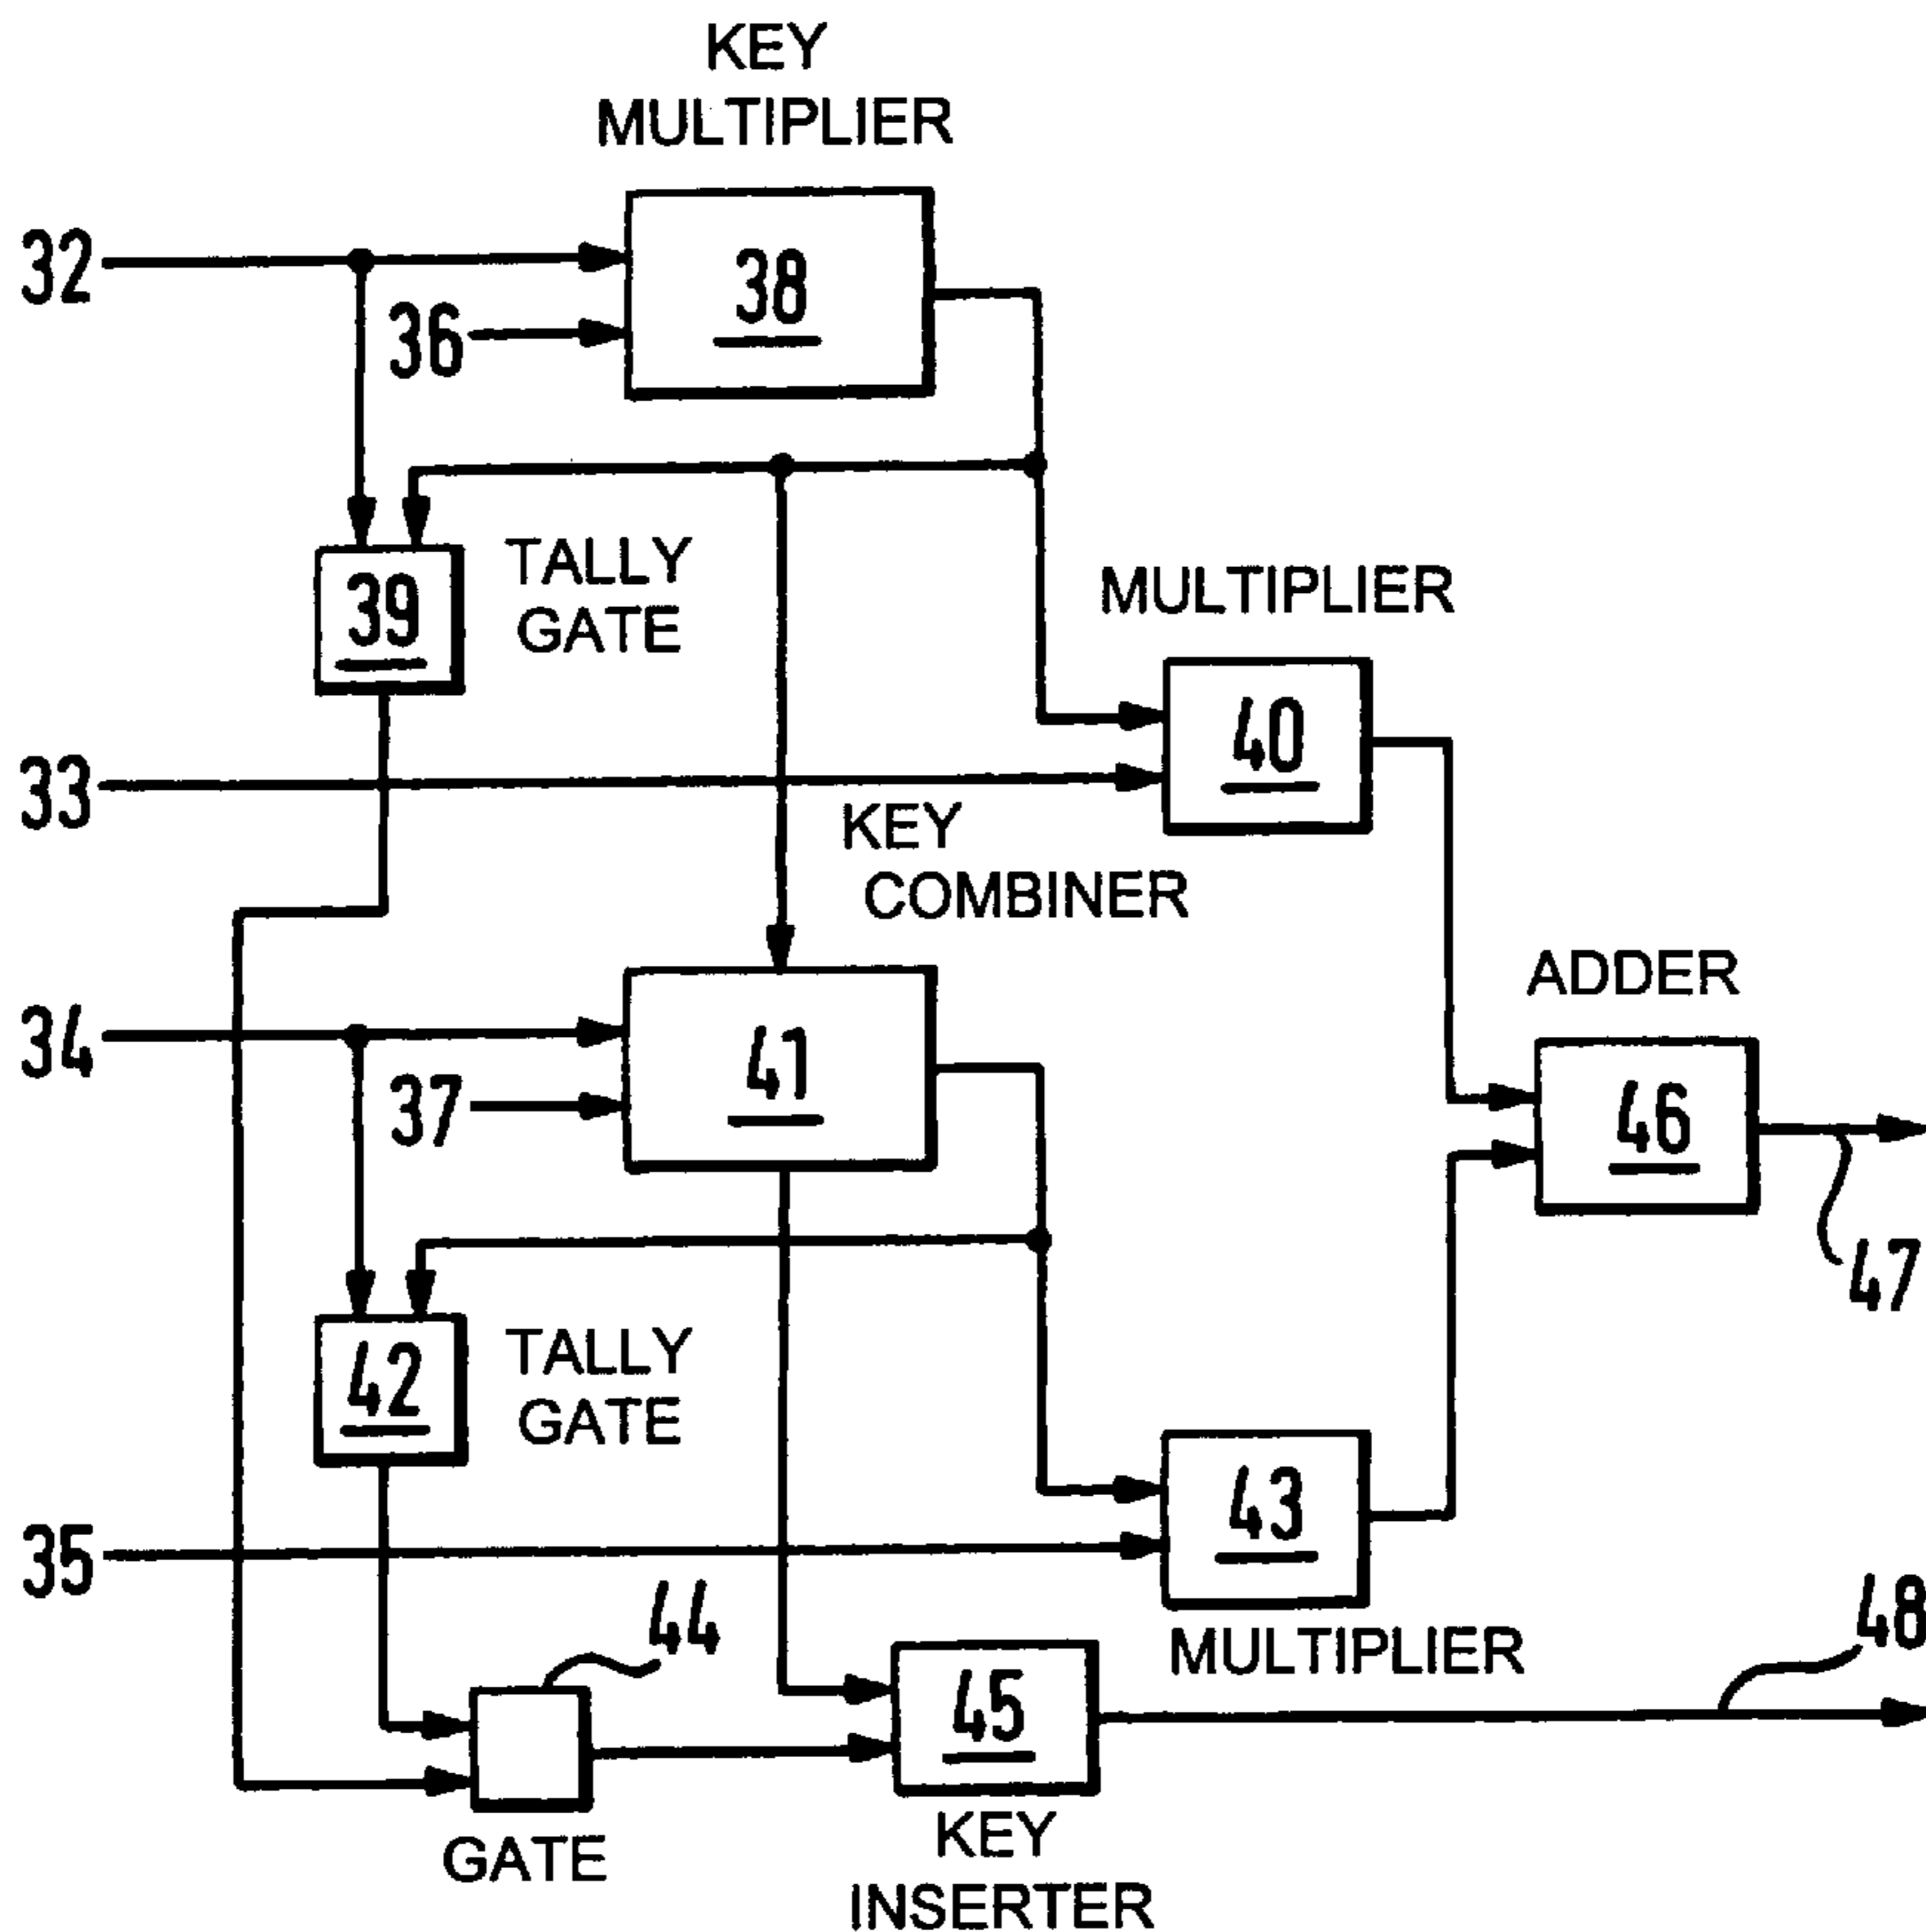 KEY
MULTIPLIER
32
38
36
TALLY
GATE
39
MULTIPLIER
40
33
KEY
COMBINER
ADDER
34
41
37
46
47
TALLY
GATE
42
43
35
44
48
MULTIPLIER
45
GATE
KEY
INSERTER